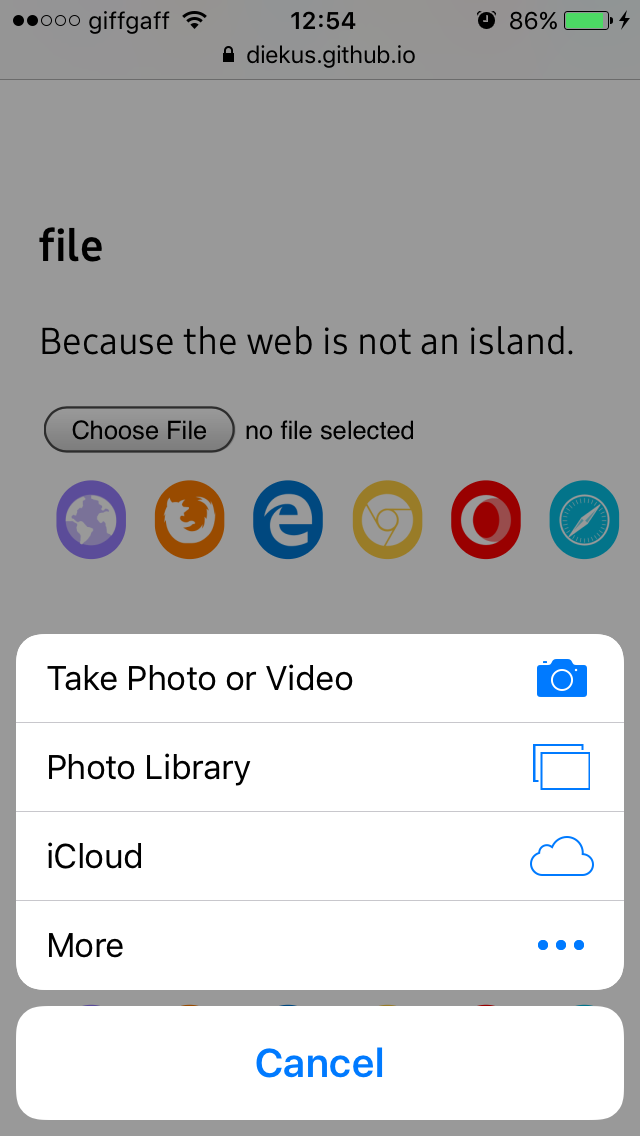 giffgaff 12:54 86%
diekus.github.io
file
Because the web is not an island.
Choose File no file selected
Take Photo or Video
Photo Library
iCloud
More
Cancel